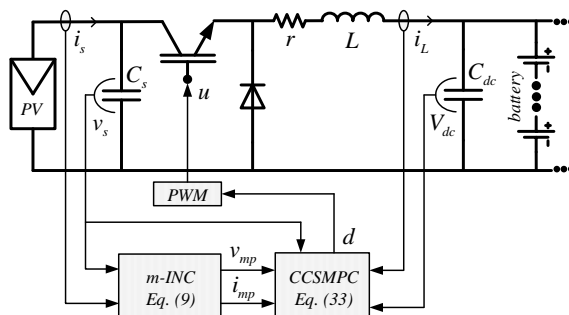 i_s
r
L
i_L
PV
C_s
u
v_s
C_dc
V_dc
battery
+
+
PWM
d
m-INC
Eq. (9)
v_mp
i_mp
CCSMPC
Eq. (33)